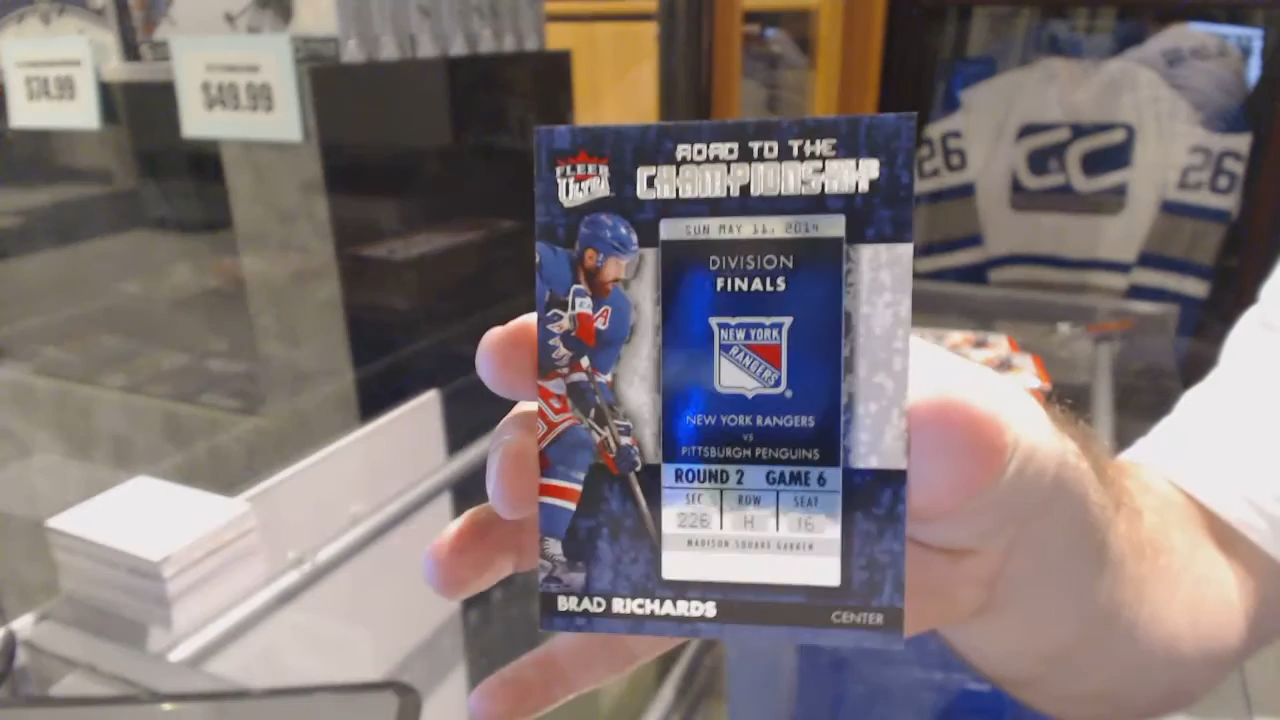 $74.99
$49.99
26
CC
26
FLEER
ULTRA
ROAD TO THE
CHAMPIONSHIP
SUN MAY 11, 2014
DIVISION
FINALS
NEW YORK
RANGERS
A
NEW YORK RANGERS
VS
PITTSBURGH PENGUINS
ROUND 2 GAME 6
SEC ROW SEAT
226 H 16
MADISON SQUARE GARDEN
BRAD RICHARDS
CENTER